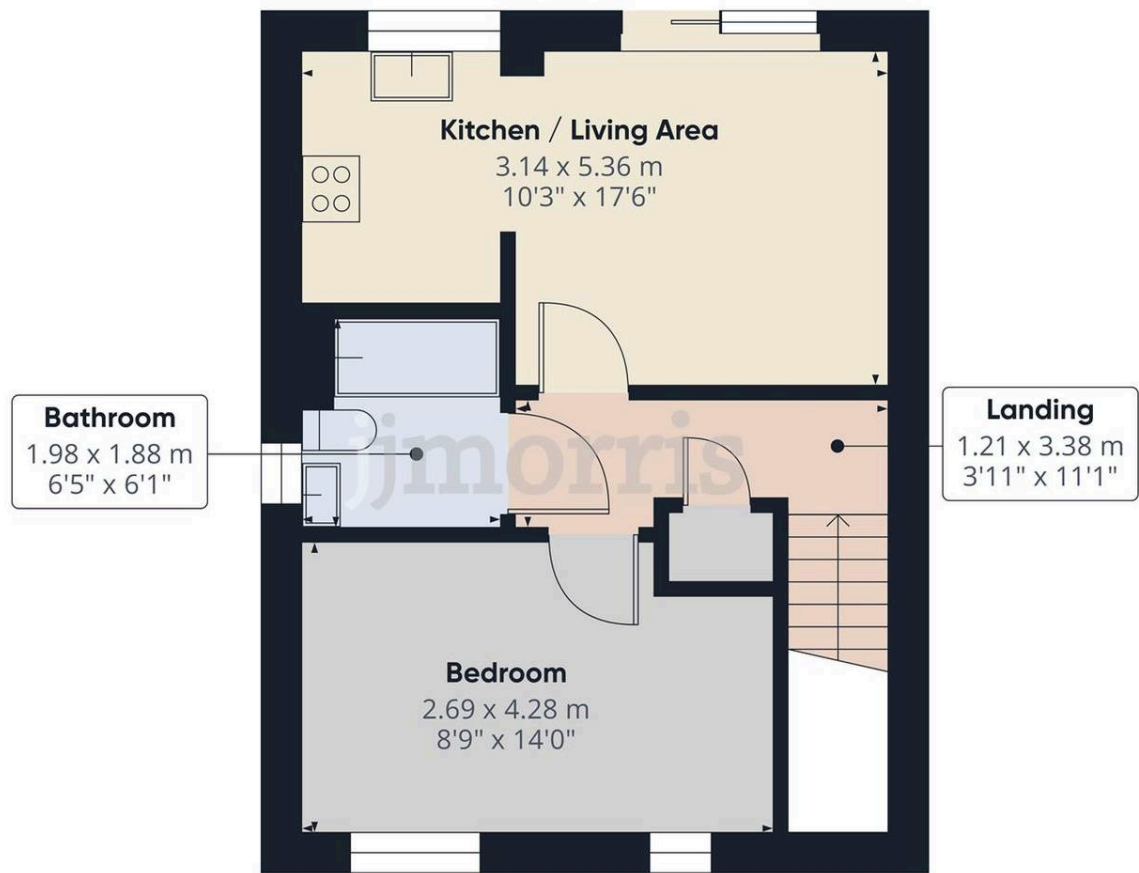 Kitchen / Living Area
3.14 x 5.36 m
10'3" x 17'6"
Bathroom
1.98 x 1.88 m
6'5" x 6'1"
Landing
1.21 x 3.38 m
3'11" x 11'1"
jjmorris
Bedroom
2.69 x 4.28 m
8'9" x 14'0"